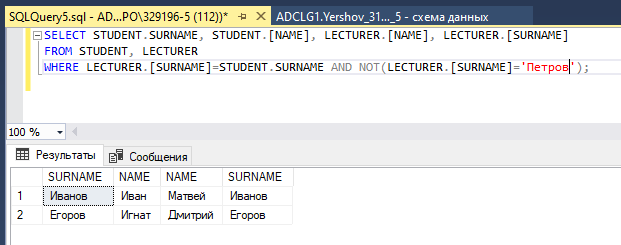 SQLQuery5.sql - AD...PO\329196-5 (112))*
ADCLG1.Yershov_31..._5 - схема данных
SELECT STUDENT.SURNAME, STUDENT.[NAME], LECTURER.[NAME], LECTURER.[SURNAME]
FROM STUDENT, LECTURER
WHERE LECTURER.[SURNAME]=STUDENT.SURNAME AND NOT(LECTURER.[SURNAME]='Петров');
100 %
Результаты Сообщения
SURNAME NAME NAME SURNAME
1 Иванов Иван Матвей Иванов
2 Егоров Игнат Дмитрий Егоров